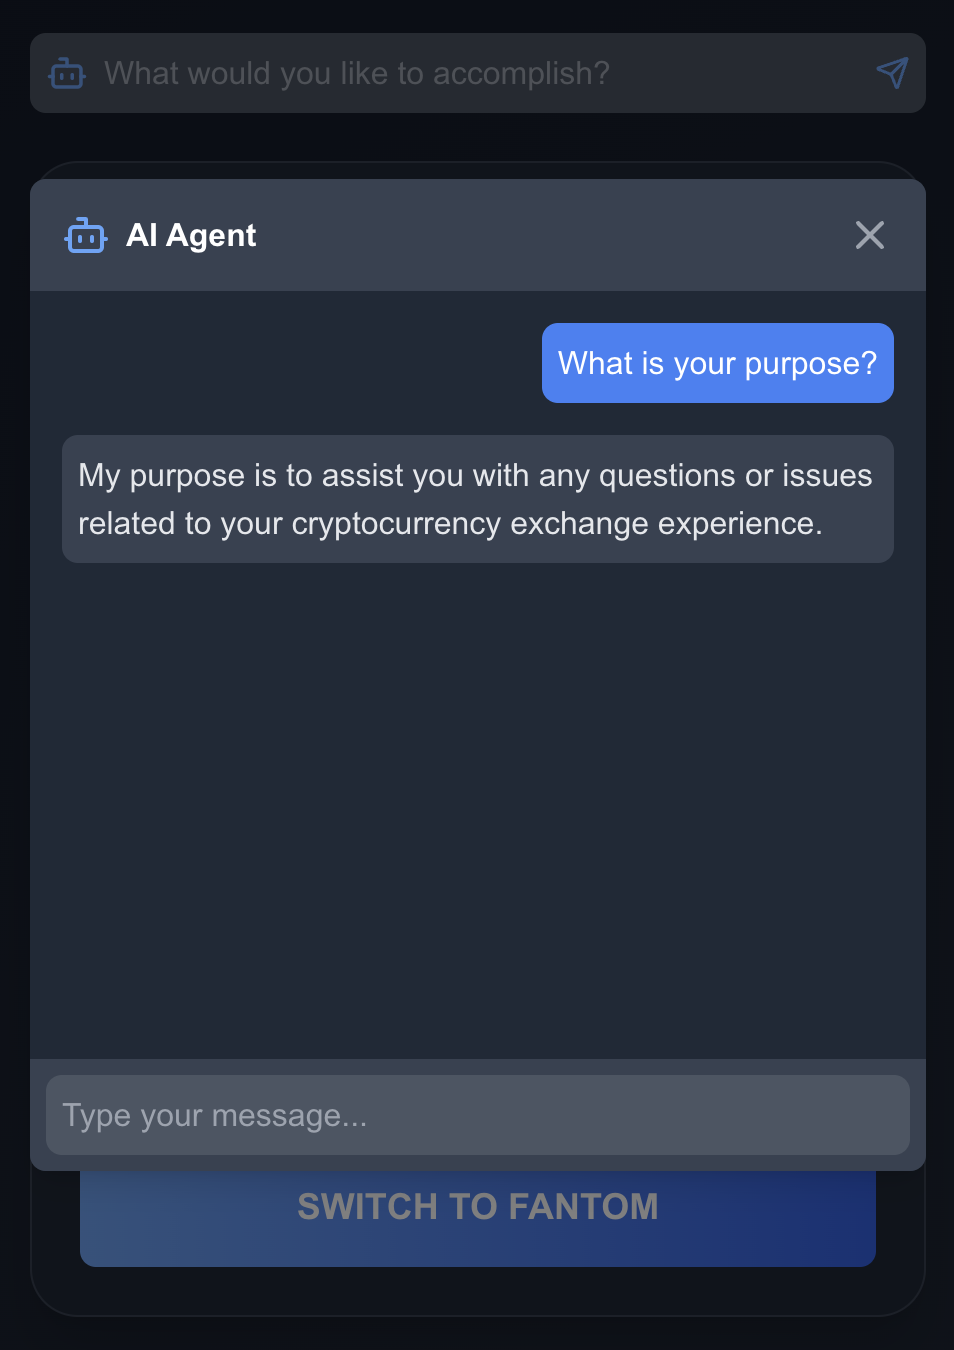 What would you like to accomplish?
AI Agent
What is your purpose?
My purpose is to assist you with any questions or issues
related to your cryptocurrency exchange experience.
Type your message...
SWITCH TO FANTOM